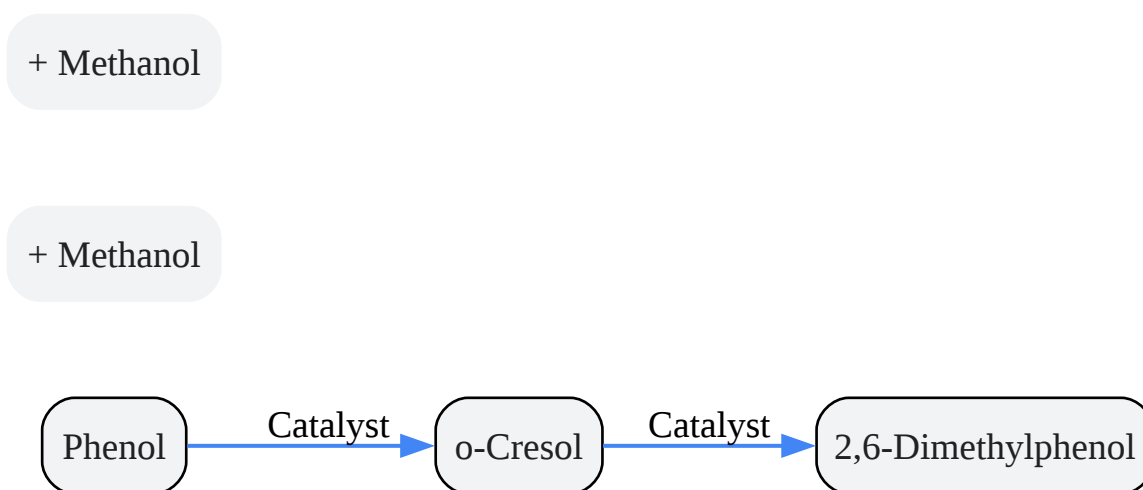 + Methanol
+ Methanol
Phenol
Catalyst
o-Cresol
Catalyst
2,6-Dimethylphenol